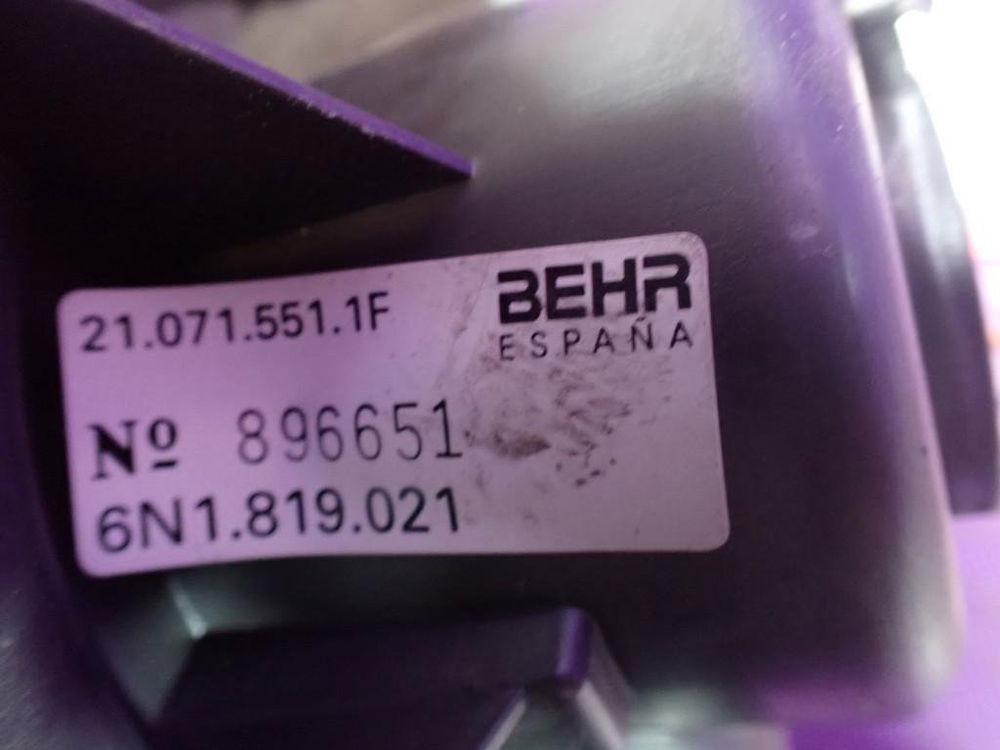 21.071.551.1F
BEHR
ESPAÑA
Nº 896651
6N1.819.021